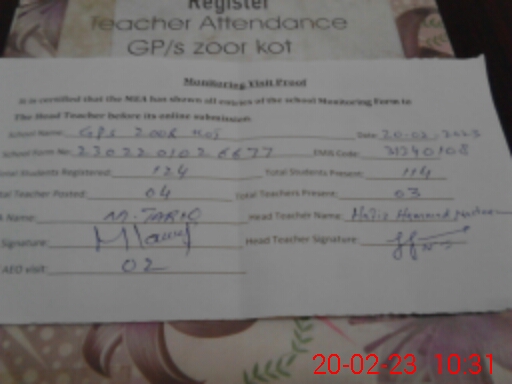 Register
Teacher Attendance
GP/s zoor kot
Monitoring Visit Proof
It is certified that the MEA has shown all entries of the school Monitoring Form to
The Head Teacher before its online submission
School Name: GPS ZOOR KOT Date: 20-02-2023
School Form No: EMIS Code:
Total Students Registered: 124 Total Students Present: 114
Total Teacher Posted: 04 Total Teachers Present: 03
A Name: M. TARIQ Head Teacher Name: Hafiz
Signature: Head Teacher Signature:
AEO visit: 02
20-02-23 10:31